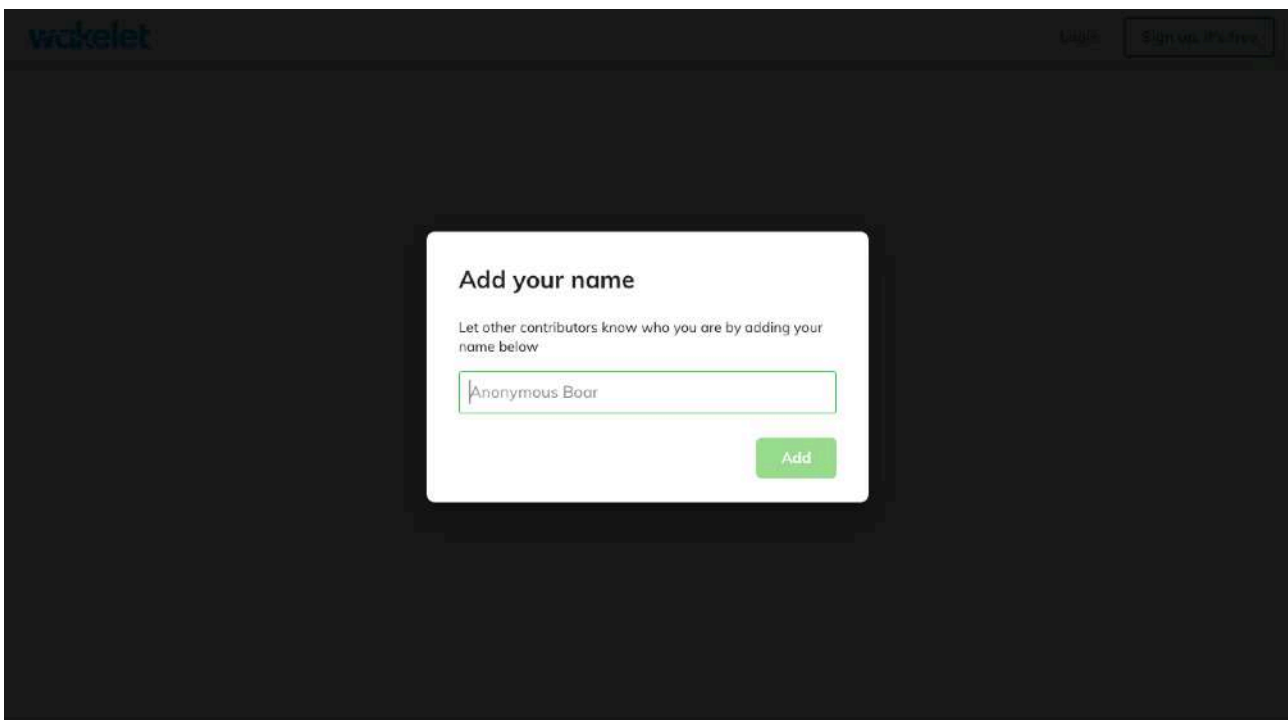 wakelet
Login
Sign up, it's free
Add your name
Let other contributors know who you are by adding your
name below
Anonymous Boar
Add